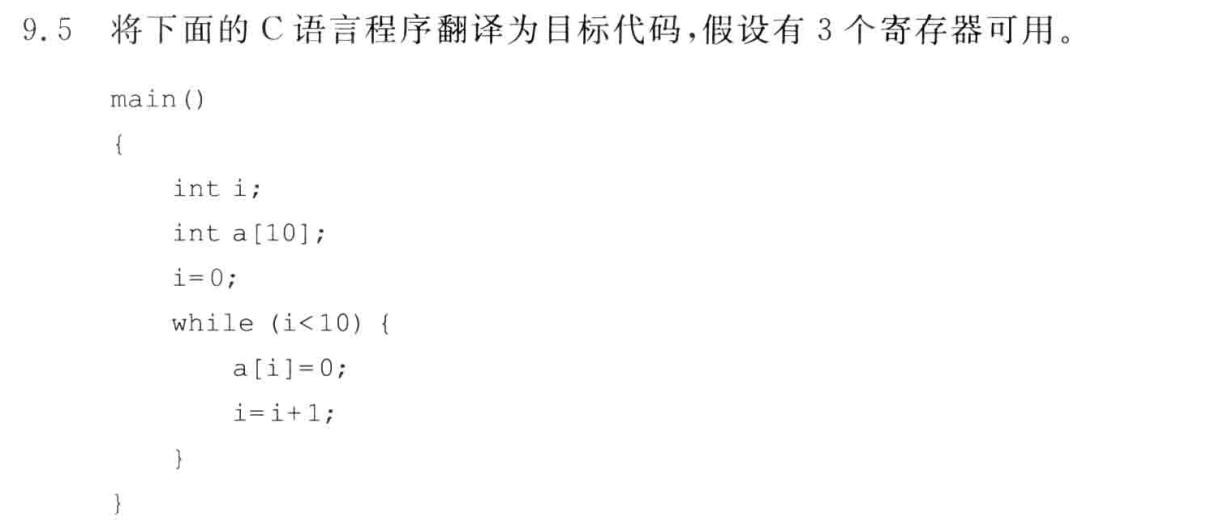 9.5 将下面的 C 语言程序翻译为目标代码,假设有 3 个寄存器可用。
main()
{
    int i;
    int a[10];
    i=0;
    while (i<10) {
        a[i]=0;
        i=i+1;
    }
}